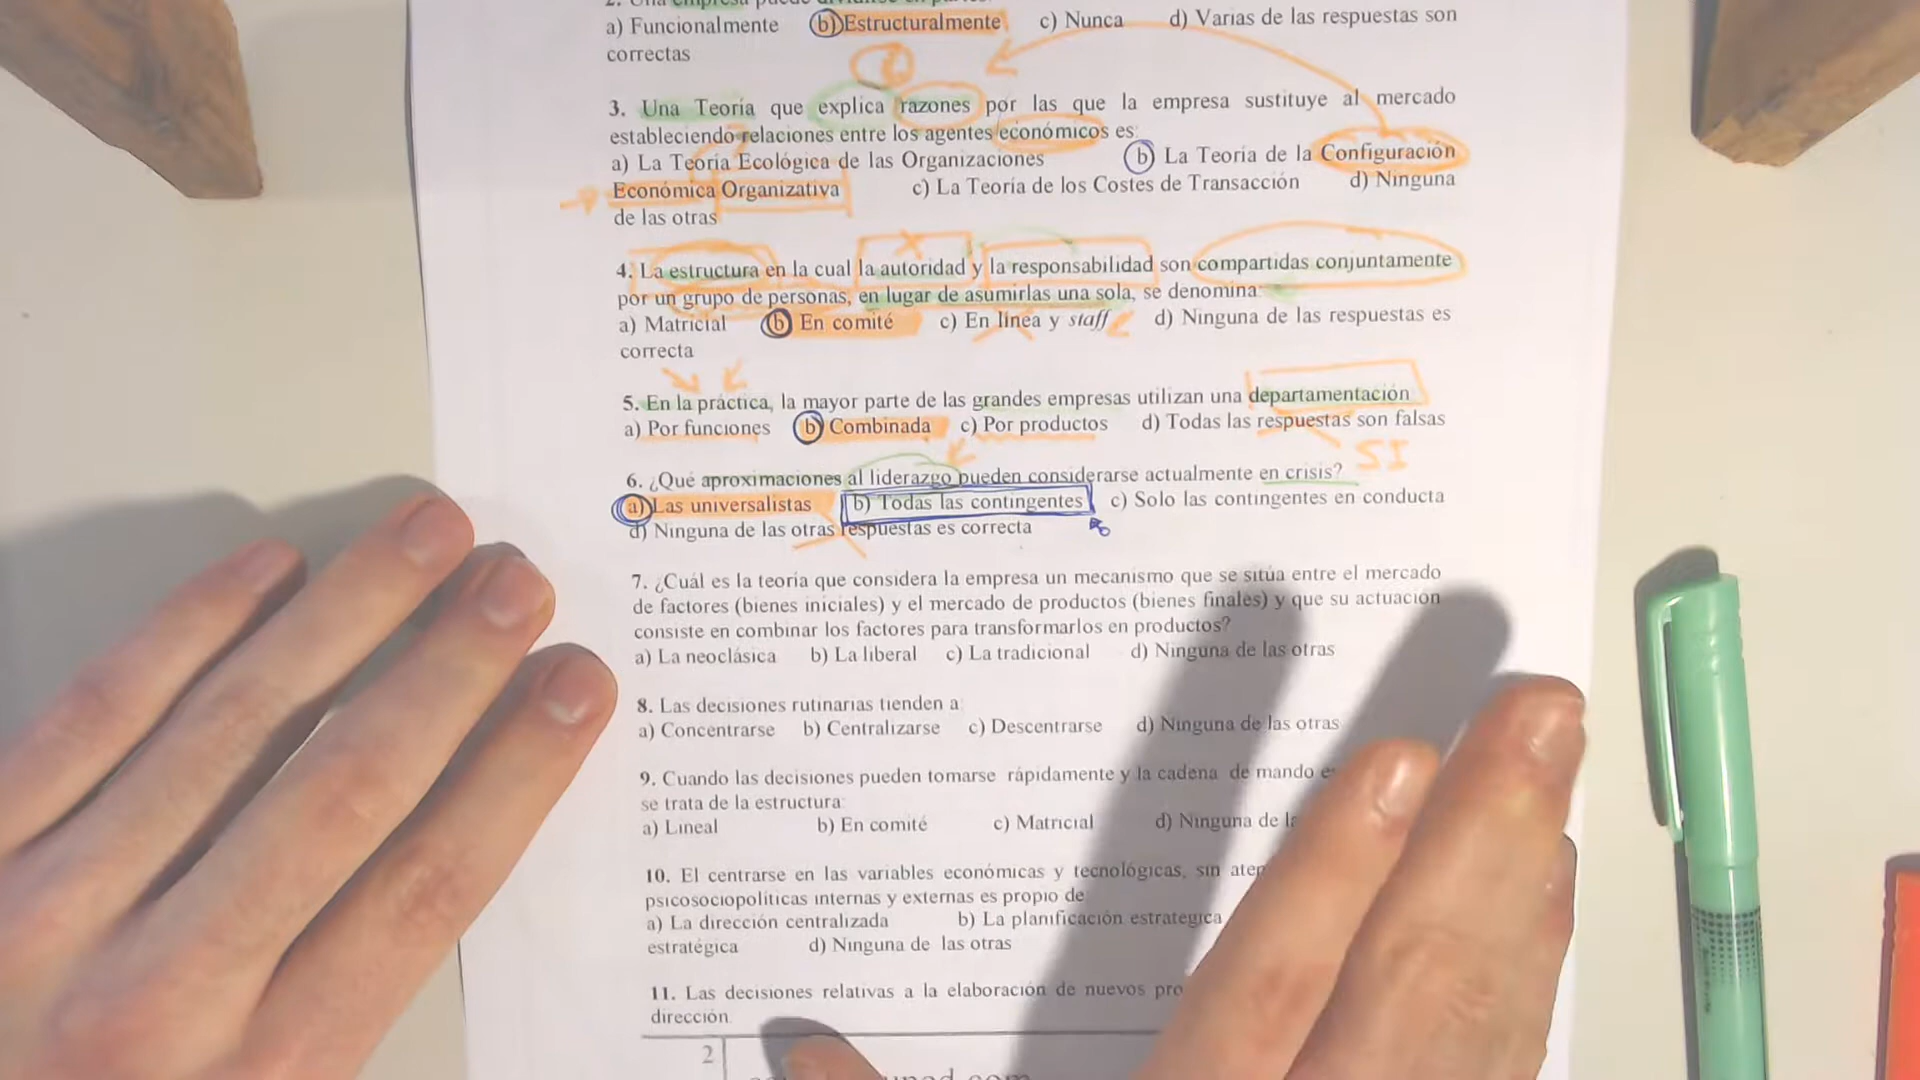 2. Una empresa puede dividirse en partes
a) Funcionalmente b) Estructuralmente c) Nunca d) Varias de las respuestas son
correctas
3. Una Teoría que explica razones por las que la empresa sustituye al mercado
estableciendo relaciones entre los agentes económicos es:
a) La Teoría Ecológica de las Organizaciones b) La Teoría de la Configuración
Económica Organizativa c) La Teoría de los Costes de Transacción d) Ninguna
de las otras
4. La estructura en la cual la autoridad y la responsabilidad son compartidas conjuntamente
por un grupo de personas, en lugar de asumirlas una sola, se denomina:
a) Matricial b) En comité c) En línea y staff d) Ninguna de las respuestas es
correcta
5. En la práctica, la mayor parte de las grandes empresas utilizan una departamentación
a) Por funciones b) Combinada c) Por productos d) Todas las respuestas son falsas
SI
6. ¿Qué aproximaciones al liderazgo pueden considerarse actualmente en crisis?
a) Las universalistas b) Todas las contingentes c) Solo las contingentes en conducta
d) Ninguna de las otras respuestas es correcta
7. ¿Cuál es la teoría que considera la empresa un mecanismo que se sitúa entre el mercado
de factores (bienes iniciales) y el mercado de productos (bienes finales) y que su actuación
consiste en combinar los factores para transformarlos en productos?
a) La neoclásica b) La liberal c) La tradicional d) Ninguna de las otras
8. Las decisiones rutinarias tienden a:
a) Concentrarse b) Centralizarse c) Descentrarse d) Ninguna de las otras
9. Cuando las decisiones pueden tomarse rápidamente y la cadena de mando
se trata de la estructura:
a) Lineal b) En comité c) Matricial d) Ninguna de
10. El centrarse en las variables económicas y tecnológicas, sin
psicosociopolíticas internas y externas es propio de
a) La dirección centralizada b) La planificación estrategica
estratégica d) Ninguna de las otras
11. Las decisiones relativas a la elaboración de nuevos
dirección
2